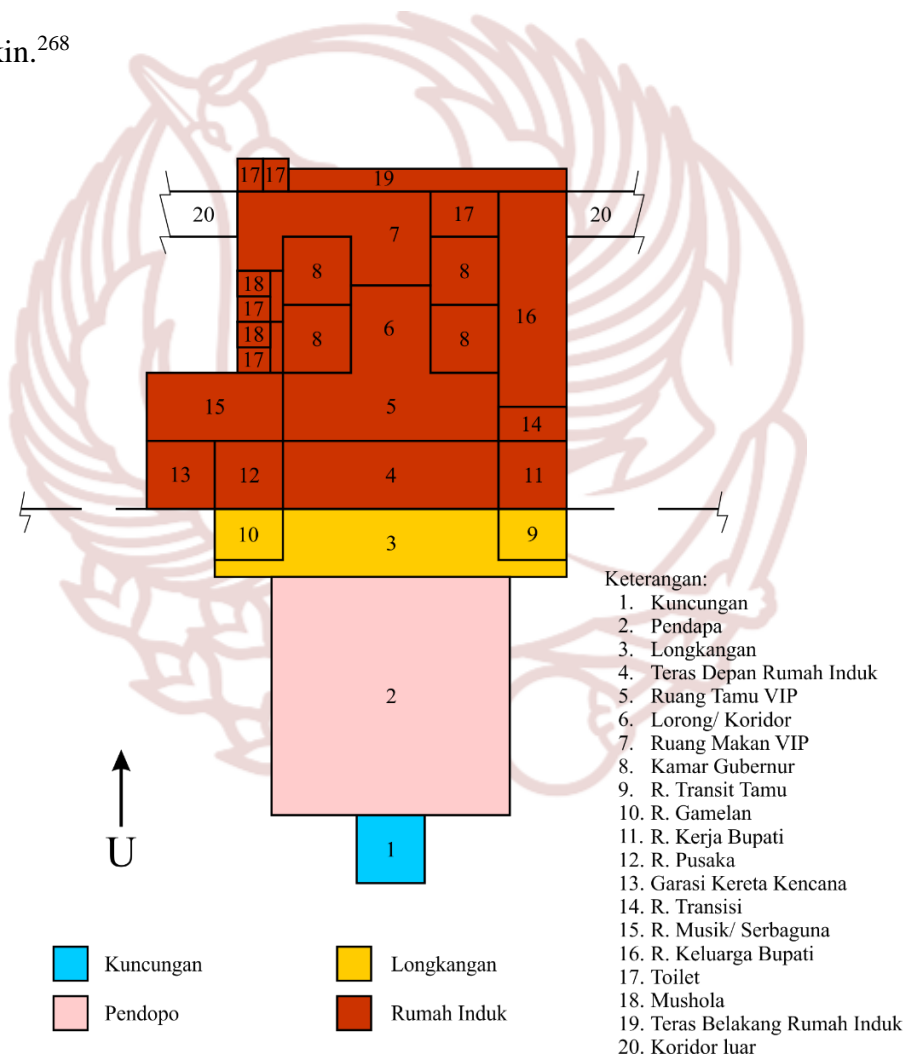 kin.268
17 17 19
20 7 17 20
8 8
18
17 6 16
18 8 8
17
15 5
14
13 12 4 11
10 3 9
2
U
1
Keterangan:
1. Kuncungan
2. Pendapa
3. Longkangan
4. Teras Depan Rumah Induk
5. Ruang Tamu VIP
6. Lorong/ Koridor
7. Ruang Makan VIP
8. Kamar Gubernur
9. R. Transit Tamu
10. R. Gamelan
11. R. Kerja Bupati
12. R. Pusaka
13. Garasi Kereta Kencana
14. R. Transisi
15. R. Musik/ Serbaguna
16. R. Keluarga Bupati
17. Toilet
18. Mushola
19. Teras Belakang Rumah Induk
20. Koridor luar
Kuncungan
Pendopo
Longkangan
Rumah Induk